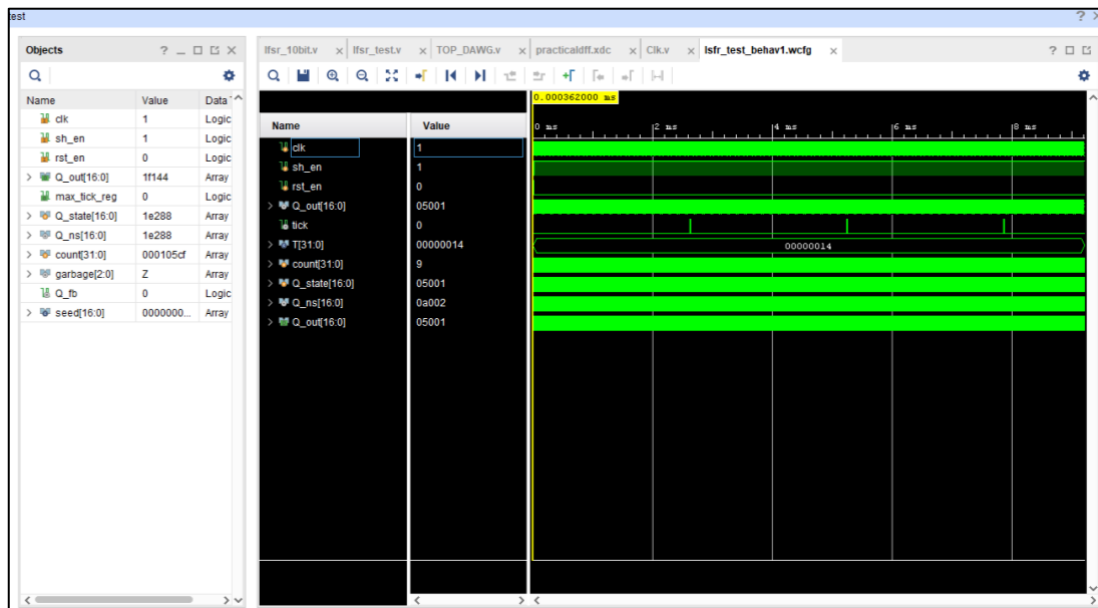 est
Objects
Name Value Data
clk 1 Logic
sh_en 1 Logic
rst_en 0 Logic
Q_out[16:0] 1f144 Array
max_tick_reg 0 Logic
Q_state[16:0] 1e288 Array
Q_ns[16:0] 1e288 Array
count[31:0] 000105cf Array
garbage[2:0] Z Array
Q_fb 0 Logic
seed[16:0] 0000000... Array
lfsr_10bit.v lfsr_test.v TOP_DAWG.v practicaldff.xdc Clk.v lsfr_test_behav1.wcfg
0.000362000 ms
Name Value
0 ms 2 ms 4 ms 6 ms 8 ms
clk 1
sh_en 1
rst_en 0
Q_out[16:0] 05001
tick 0
T[31:0] 00000014 00000014
count[31:0] 9
Q_state[16:0] 05001
Q_ns[16:0] 0a002
Q_out[16:0] 05001